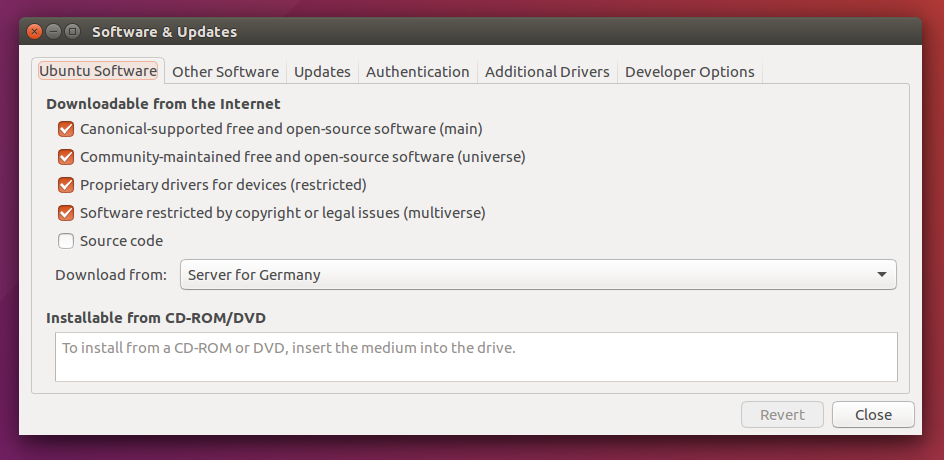 Software & Updates
Ubuntu Software Other Software Updates Authentication Additional Drivers Developer Options
Downloadable from the Internet
Canonical-supported free and open-source software (main)
Community-maintained free and open-source software (universe)
Proprietary drivers for devices (restricted)
Software restricted by copyright or legal issues (multiverse)
Source code
Download from: Server for Germany
Installable from CD-ROM/DVD
To install from a CD-ROM or DVD, insert the medium into the drive.
Revert Close